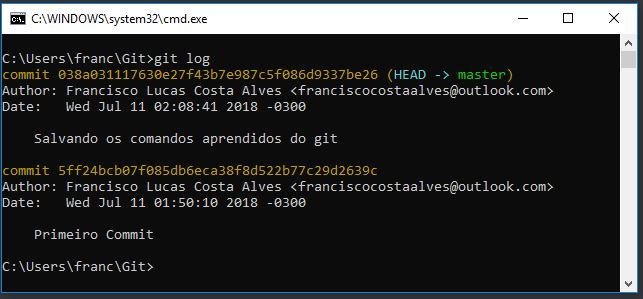 C:\WINDOWS\system32\cmd.exe
C:\Users\franc\Git>git log
commit 038a031117630e27f43b7e987c5f086d9337be26 (HEAD -> master)
Author: Francisco Lucas Costa Alves <franciscocostaalves@outlook.com>
Date:   Wed Jul 11 02:08:41 2018 -0300
Salvando os comandos aprendidos do git
commit 5ff24bcb07f085db6eca38f8d522b77c29d2639c
Author: Francisco Lucas Costa Alves <franciscocostaalves@outlook.com>
Date:   Wed Jul 11 01:50:10 2018 -0300
Primeiro Commit
C:\Users\franc\Git>